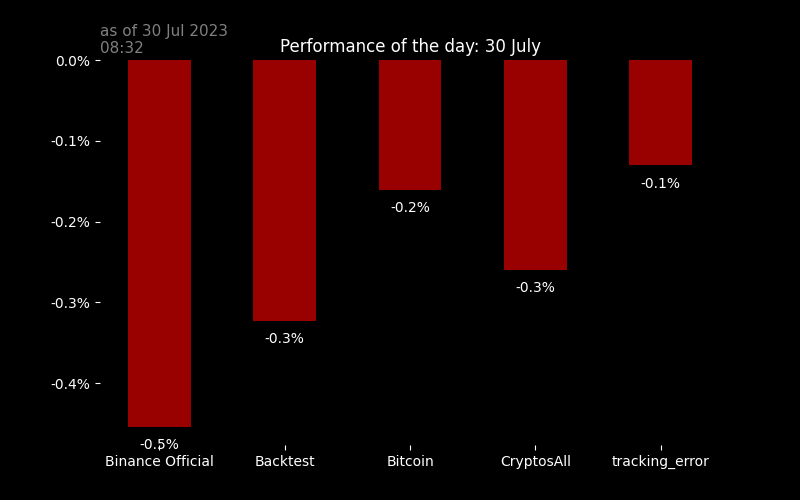 as of 30 Jul 2023
08:32
Performance of the day: 30 July
0.0%
-0.1%
-0.2%
-0.3%
-0.4%
-0.5%
-0.3%
-0.2%
-0.3%
-0.1%
Binance Official
Backtest
Bitcoin
CryptosAll
tracking_error